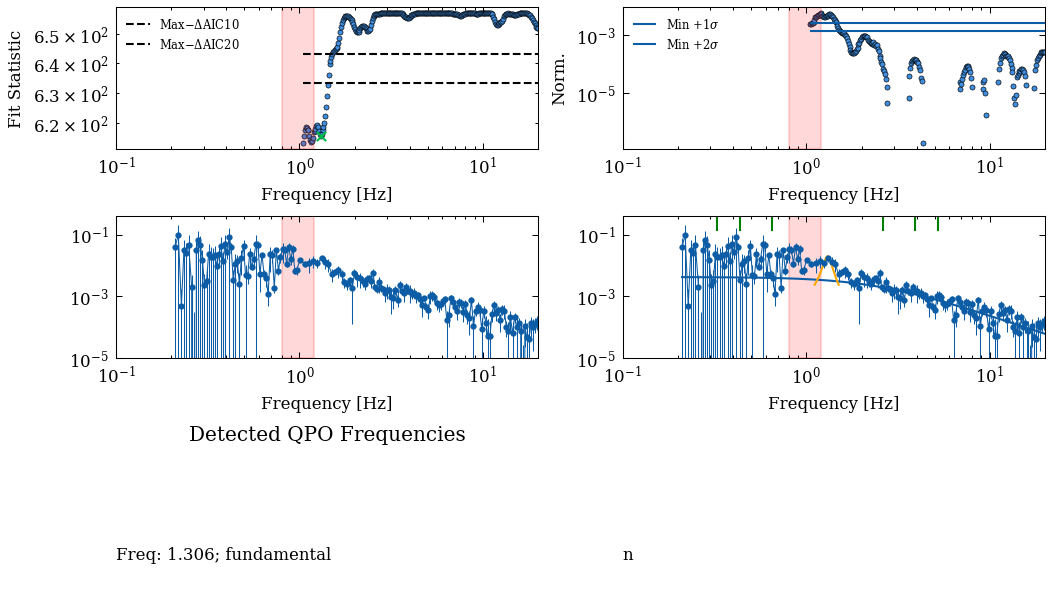 Max−ΔAIC10
Max−ΔAIC20
Fit Statistic
6.5 × 10²
6.4 × 10²
6.3 × 10²
6.2 × 10²
10⁻¹
10⁰
10¹
Frequency [Hz]
Min +1σ
Min +2σ
Norm.
10⁻³
10⁻⁵
10⁻¹
10⁰
10¹
Frequency [Hz]
10⁻¹
10⁻³
10⁻⁵
10⁻¹
10⁰
10¹
Frequency [Hz]
10⁻¹
10⁻³
10⁻⁵
10⁻¹
10⁰
10¹
Frequency [Hz]
Detected QPO Frequencies
Freq: 1.306; fundamental
n